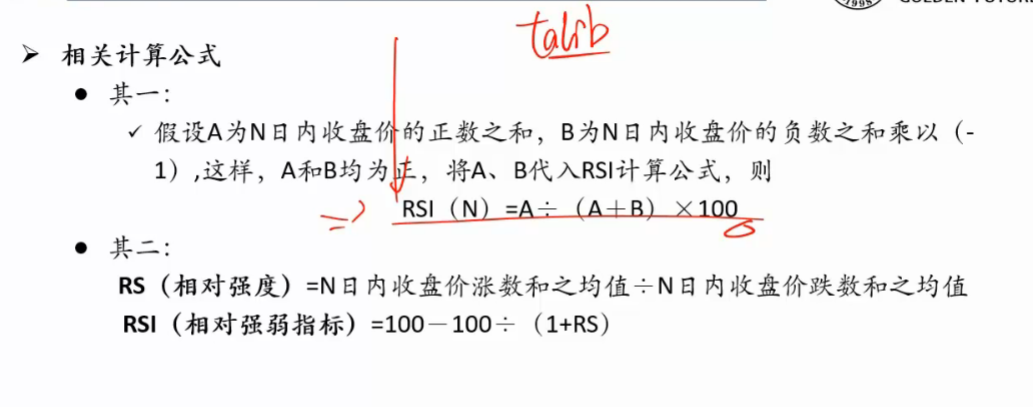 1998
GOLDEN FUTURE
talib
➢ 相关计算公式
● 其一：
✓ 假设A为N日内收盘价的正数之和，B为N日内收盘价的负数之和乘以（-
1）,这样，A和B均为正，将A、B代入RSI计算公式，则
RSI（N）=A÷（A＋B）×100
● 其二：
RS（相对强度）=N日内收盘价涨数和之均值÷N日内收盘价跌数和之均值
RSI（相对强弱指标）=100－100÷（1+RS）